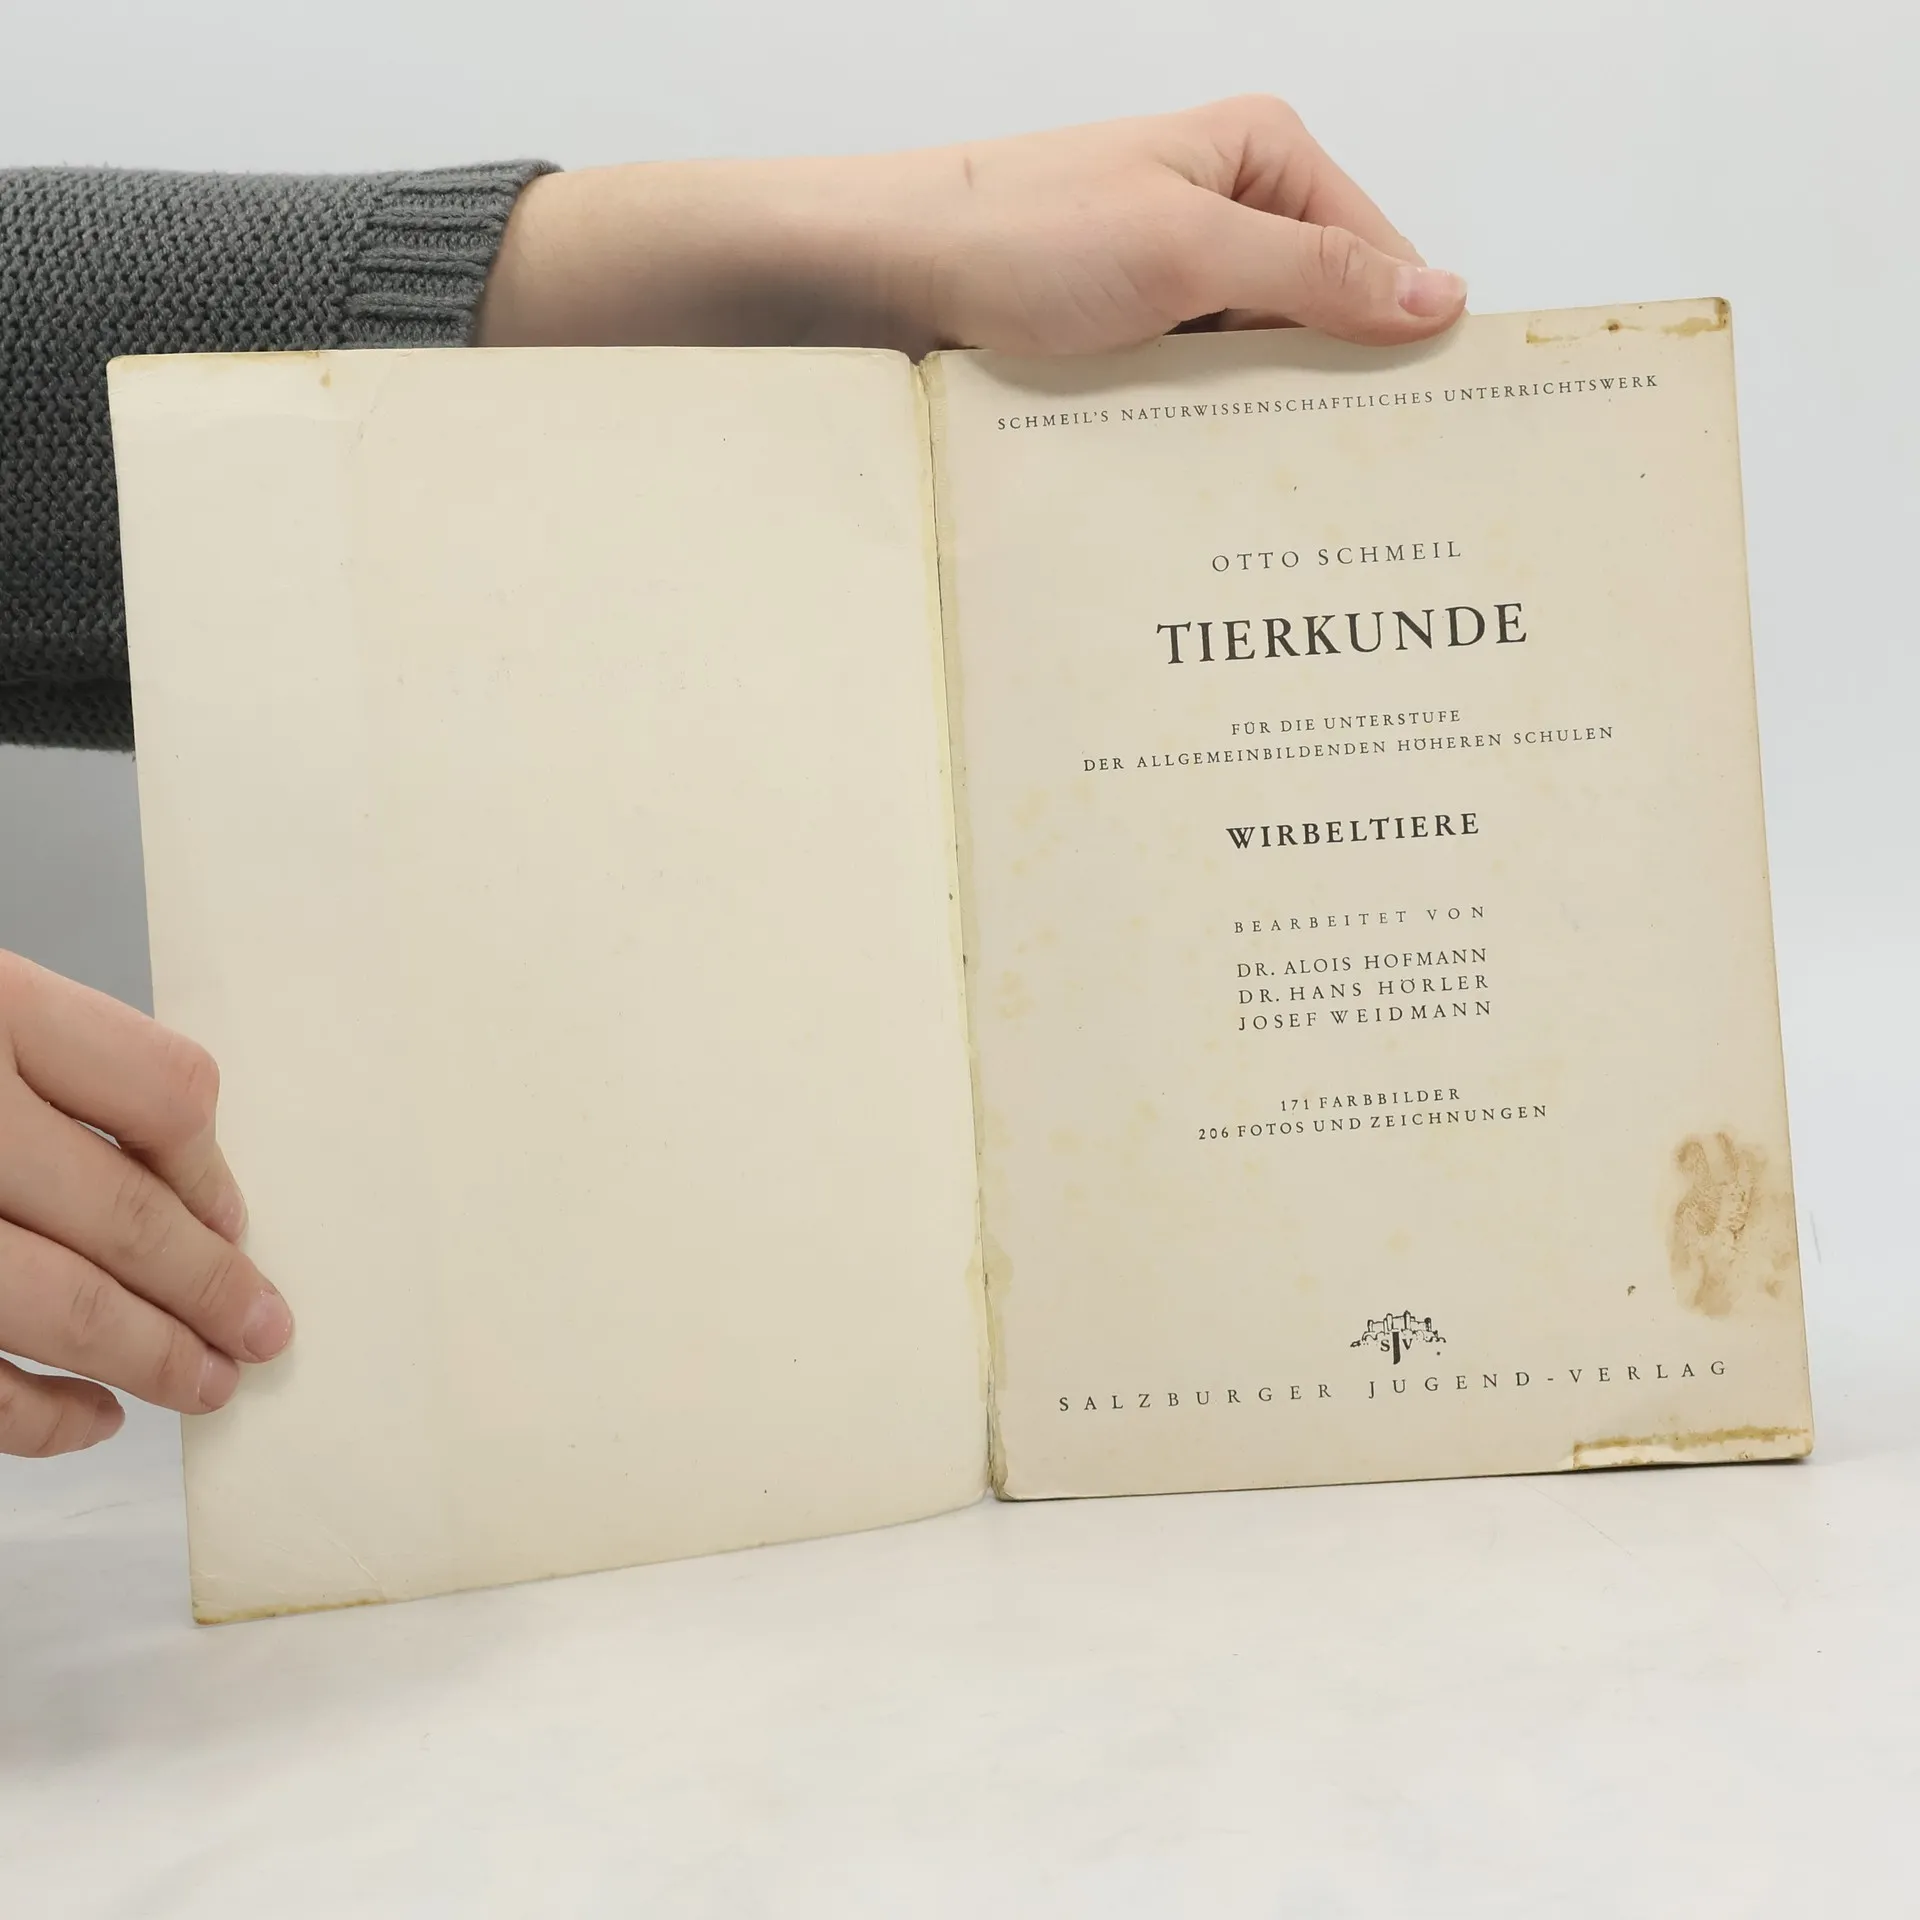 SCHMEIL'S NATURWISSENSCHAFTLICHES UNTERRICHTSWERK
OTTO SCHMEIL
TIERKUNDE
FÜR DIE UNTERSTUFE
DER ALLGEMEINBILDENDEN HÖHEREN SCHULEN
WIRBELTIERE
BEARBEITET VON
DR. ALOIS HOFMANN
DR. HANS HÖRLER
JOSEF WEIDMANN
171 FARBBILDER
206 FOTOS UND ZEICHNUNGEN
SJV
SALZBURGER JUGEND-VERLAG